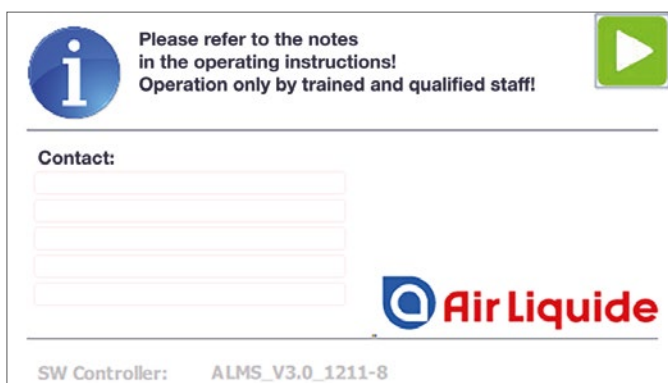 Please refer to the notes
in the operating instructions!
Operation only by trained and qualified staff!
Contact:
Air Liquide
SW Controller: ALMS_V3.0_1211-8